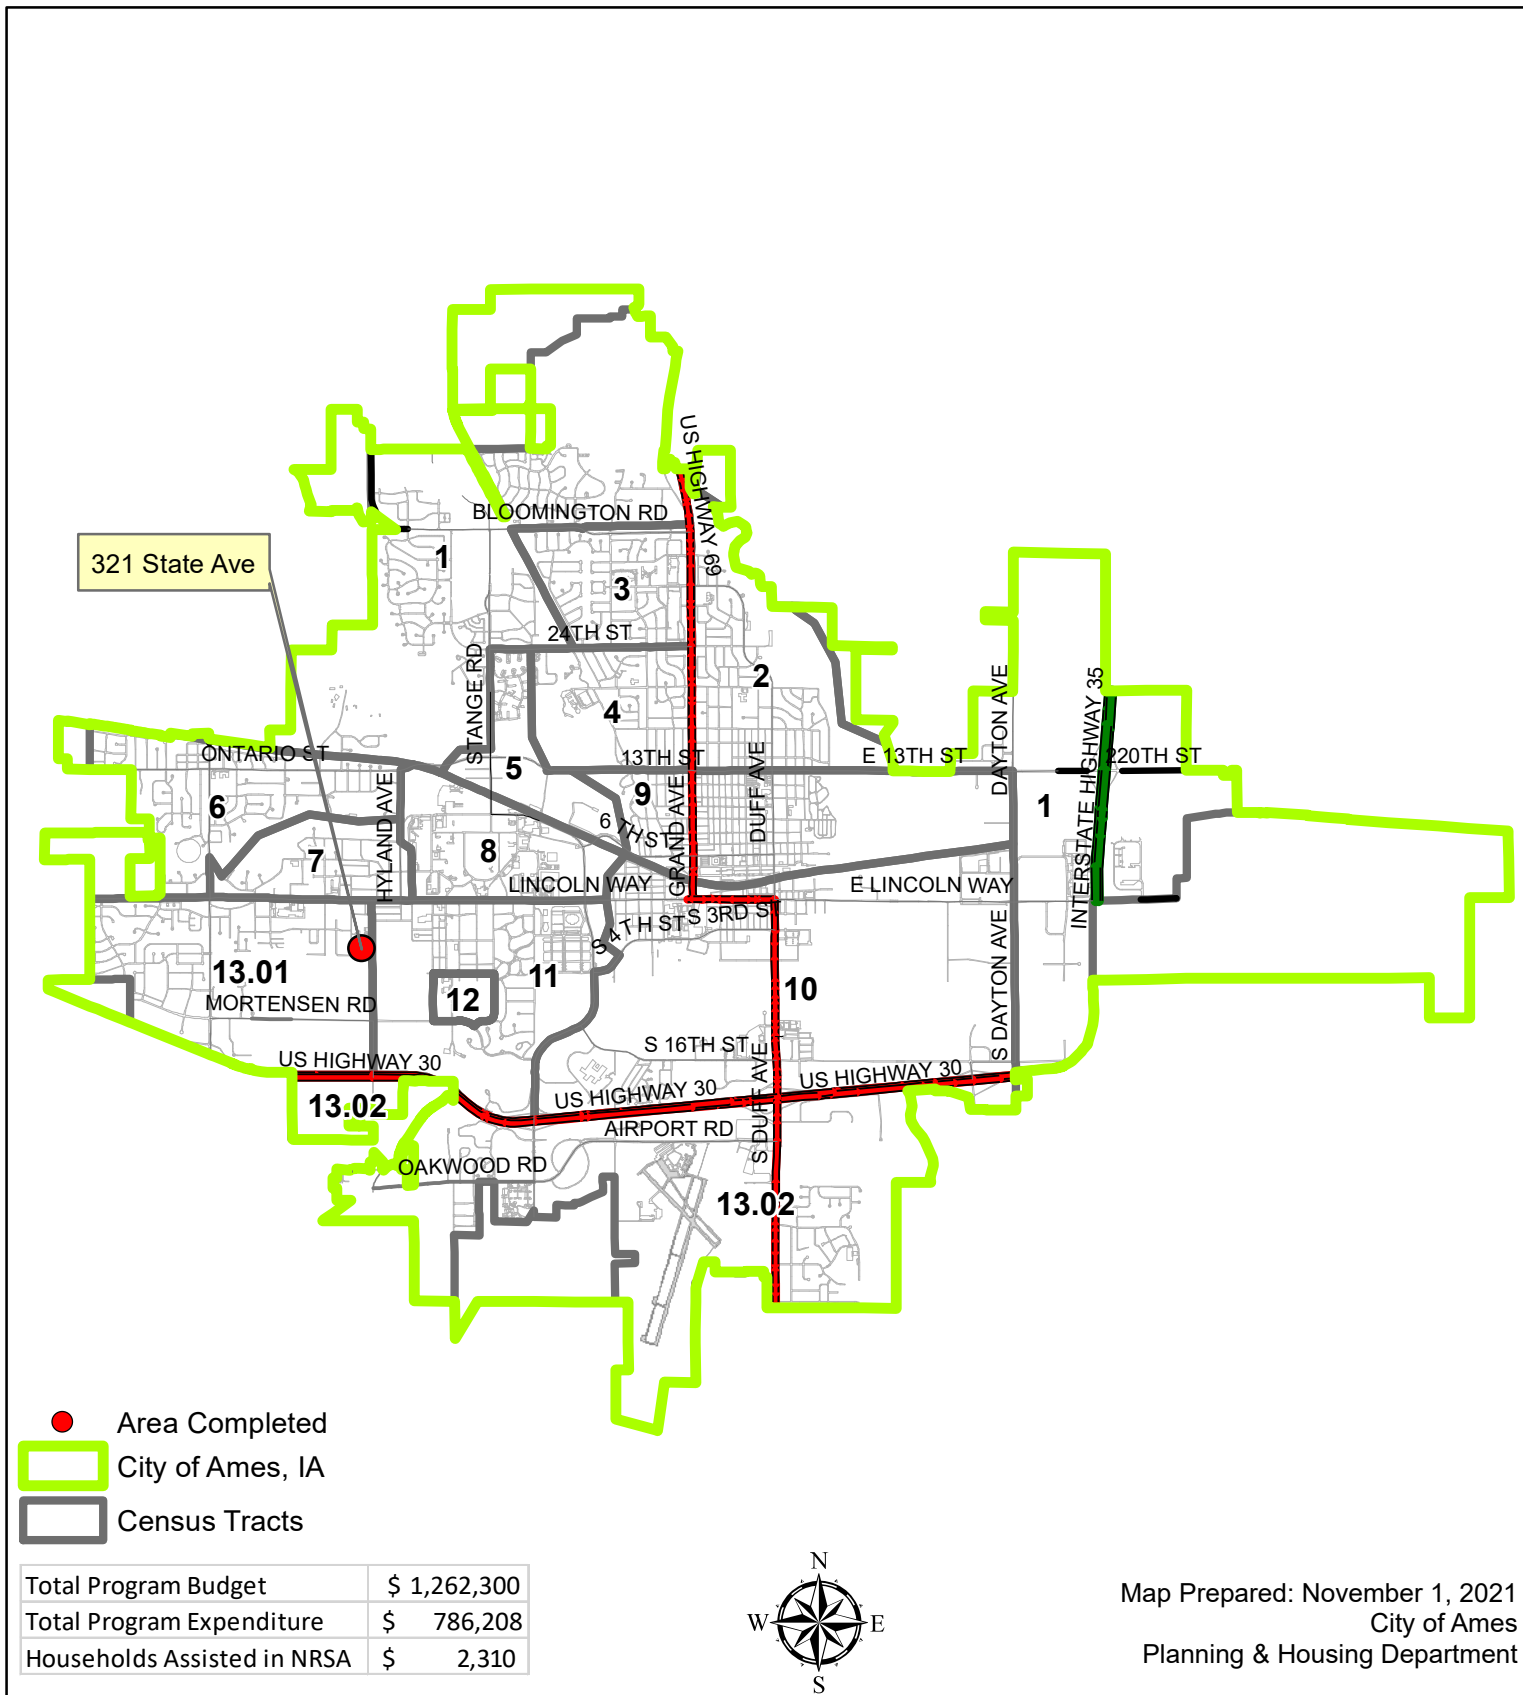 US HIGHWAY 69
BLOOMINGTON RD
321 State Ave
1
3
24TH ST
STANGE RD
2
DAYTON AVE
INTERSTATE HIGHWAY 35
4
ONTARIO ST
13TH ST
E 13TH ST
220TH ST
5
DUFF AVE
HYLAND AVE
GRAND AVE
6
9
1
6 TH ST
7
8
LINCOLN WAY
E LINCOLN WAY
S 3RD ST
S 4TH ST
13.01
11
12
10
MORTENSEN RD
S DAYTON AVE
S 16TH ST
US HIGHWAY 30
US HIGHWAY 30
US HIGHWAY 30
13.02
S DUFF AVE
AIRPORT RD
OAKWOOD RD
13.02
Area Completed
City of Ames, IA
Census Tracts
Total Program Budget $ 1,262,300
Total Program Expenditure $ 786,208
Households Assisted in NRSA $ 2,310
N
W E
S
Map Prepared: November 1, 2021
City of Ames
Planning & Housing Department